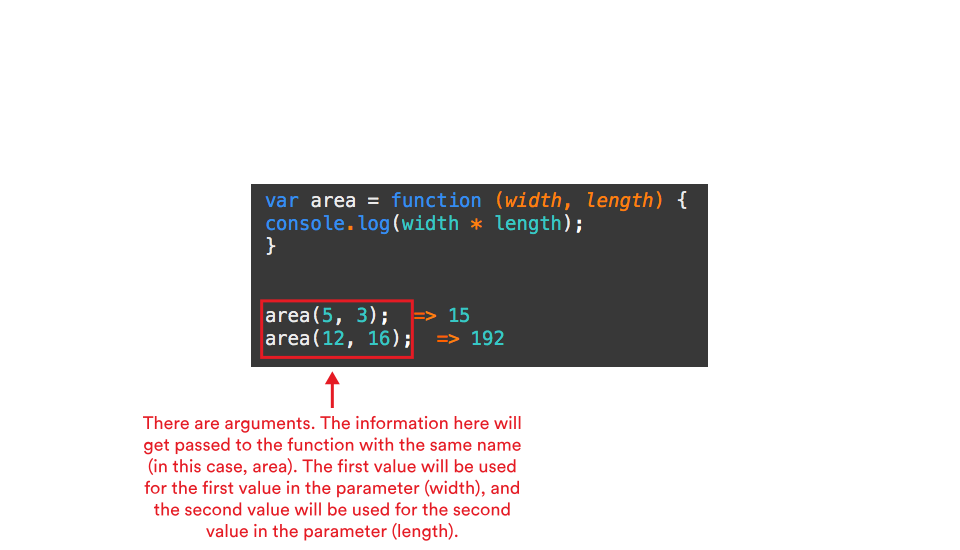 var area = function (width, length) {
console.log(width * length);
}
area(5, 3); => 15
area(12, 16); => 192
There are arguments. The information here will
get passed to the function with the same name
(in this case, area). The first value will be used
for the first value in the parameter (width), and
the second value will be used for the second
value in the parameter (length).